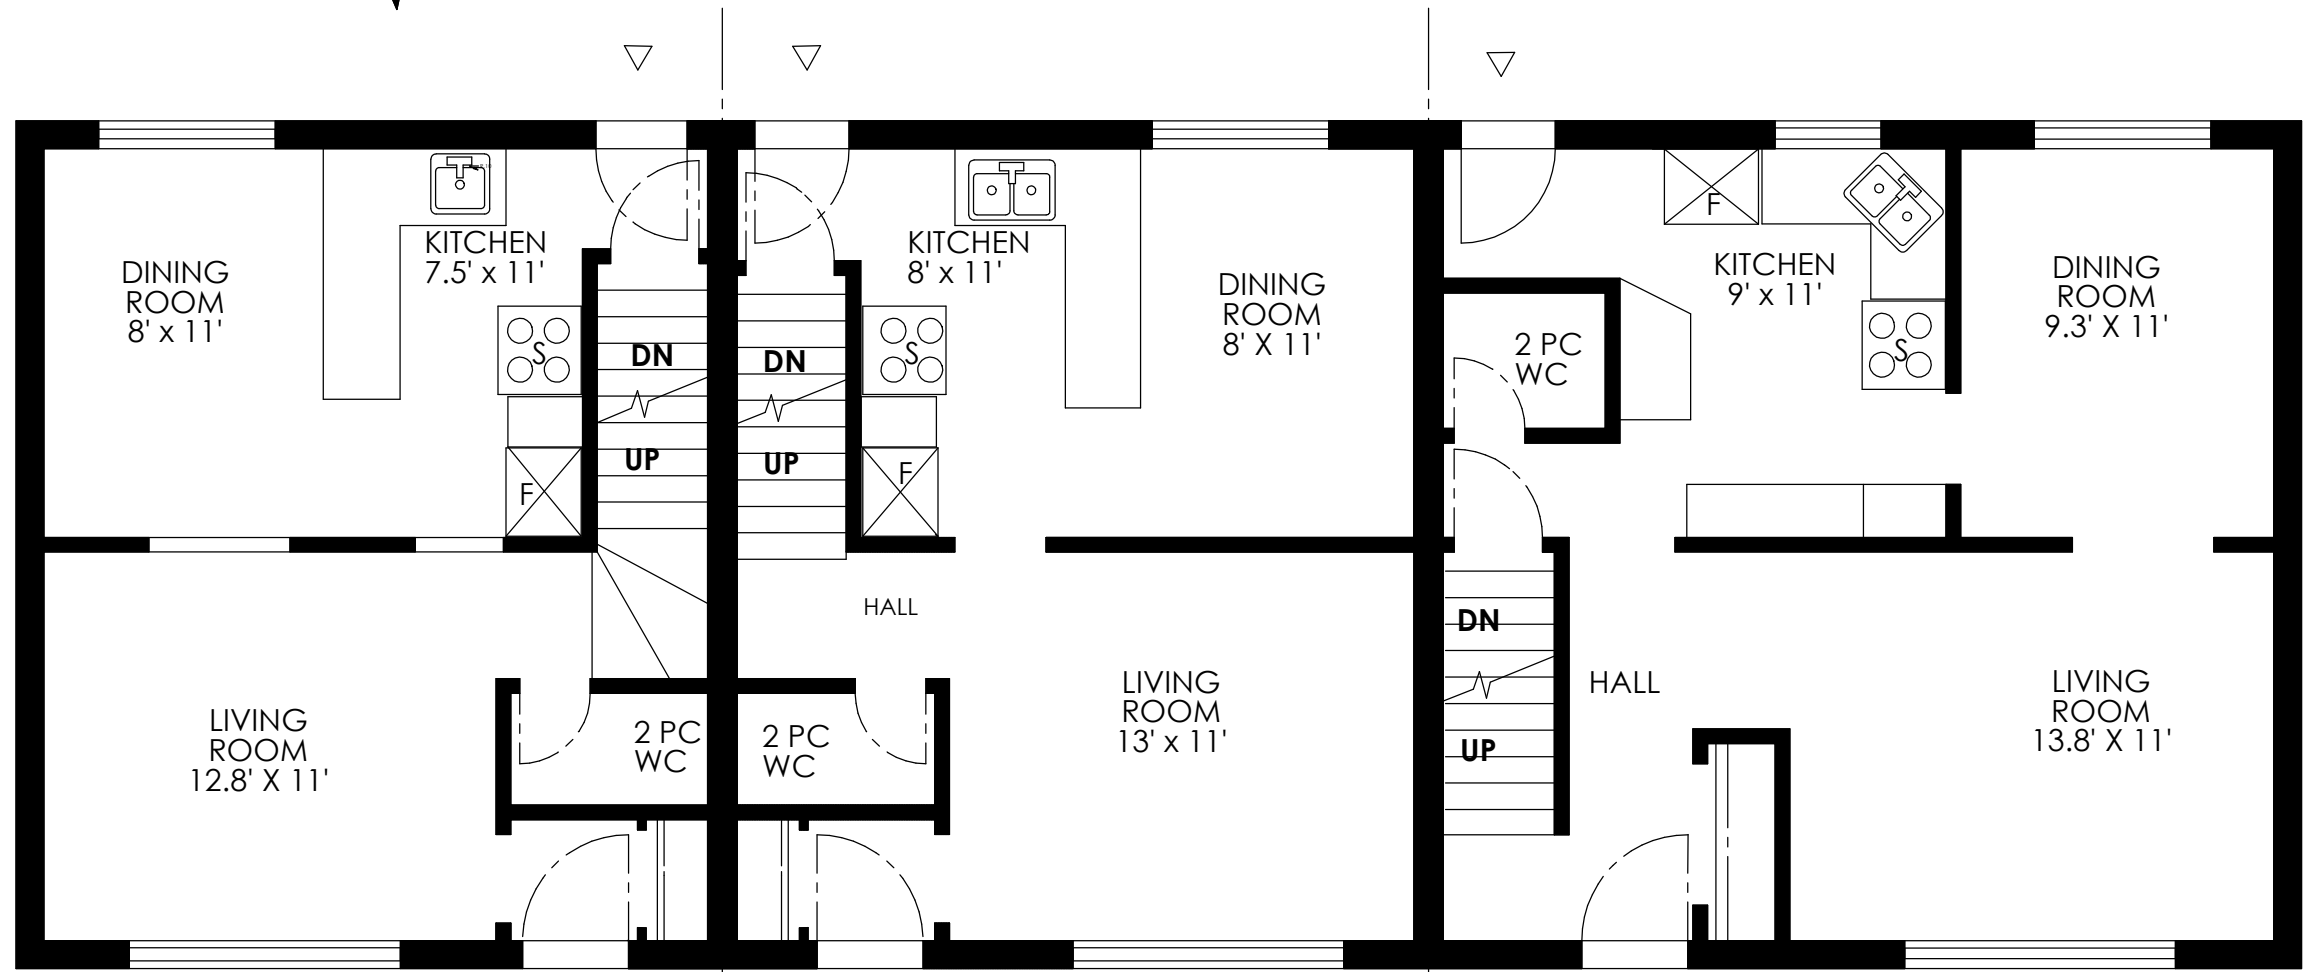 DINING
ROOM
8' x 11'
KITCHEN
7.5' x 11'
S
F
DN
UP
LIVING
ROOM
12.8' X 11'
2 PC
WC
DN
UP
KITCHEN
8' x 11'
S
F
DINING
ROOM
8' X 11'
HALL
LIVING
ROOM
13' x 11'
2 PC
WC
F
KITCHEN
9' x 11'
S
2 PC
WC
DINING
ROOM
9.3' X 11'
DN
UP
HALL
LIVING
ROOM
13.8' X 11'